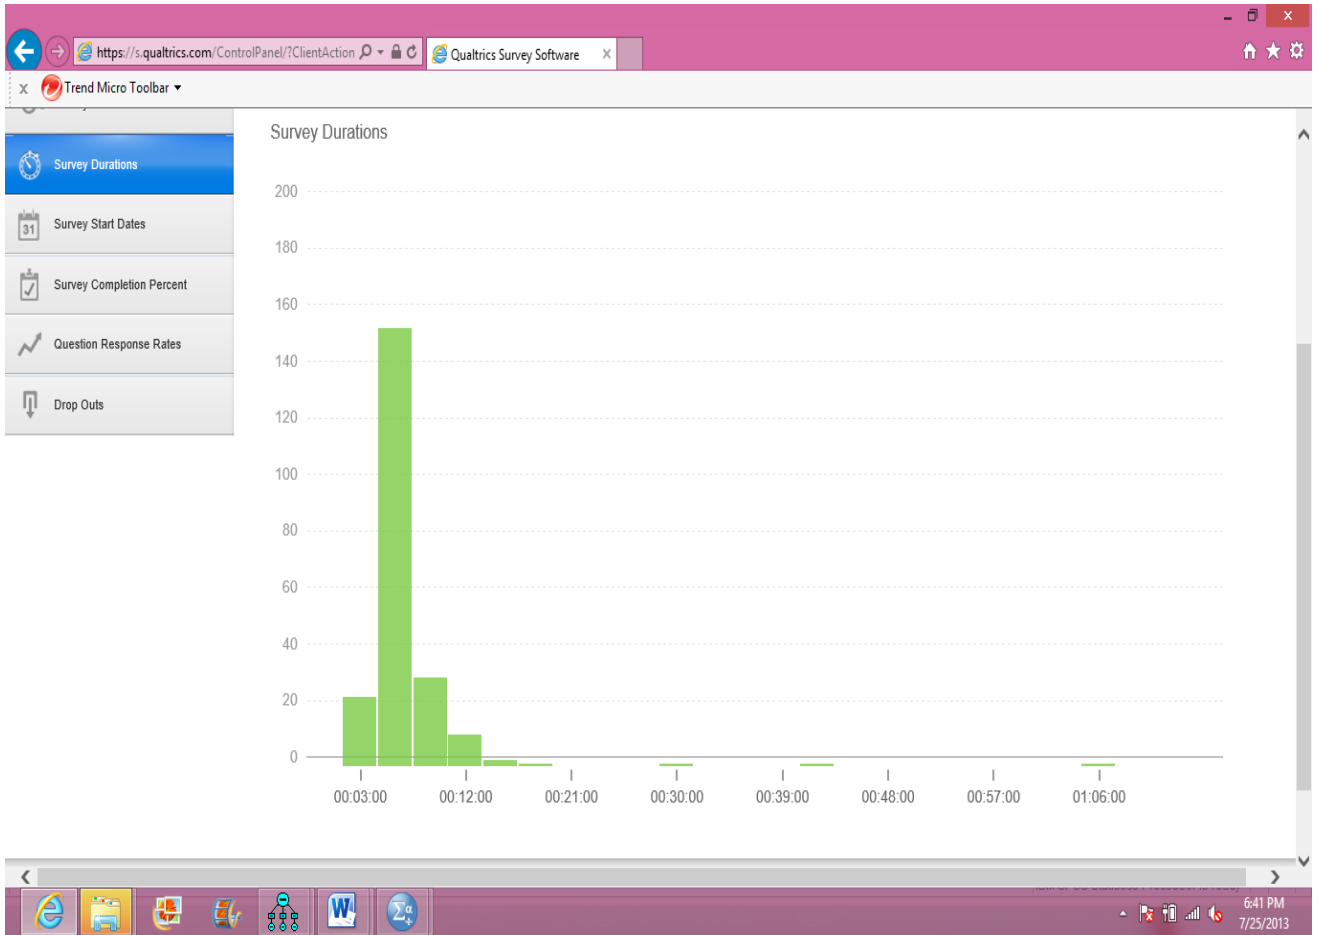 https://s.qualtrics.com/ControlPanel/?ClientAction
Qualtrics Survey Software
x Trend Micro Toolbar
Survey Durations
Survey Start Dates
31
Survey Completion Percent
Question Response Rates
Drop Outs
Survey Durations
200
180
160
140
120
100
80
60
40
20
0
00:03:00 00:12:00 00:21:00 00:30:00 00:39:00 00:48:00 00:57:00 01:06:00
W
Σα
6:41 PM
7/25/2013